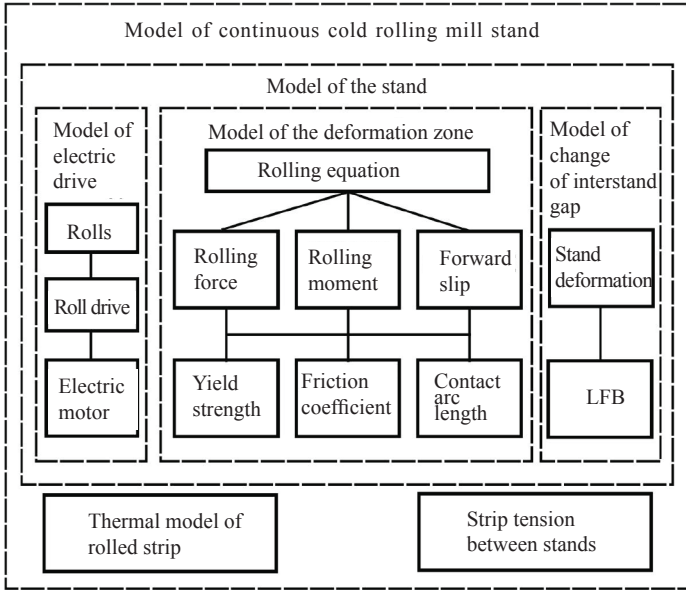 Model of continuous cold rolling mill stand
Model of the stand
Model of
electric
drive
Rolls
Roll drive
Electric
motor
Model of the deformation zone
Rolling equation
Rolling
force
Rolling
moment
Forward
slip
Yield
strength
Friction
coefficient
Contact
arc
length
Model of
change
of interstand
gap
Stand
deformation
LFB
Thermal model of
rolled strip
Strip tension
between stands